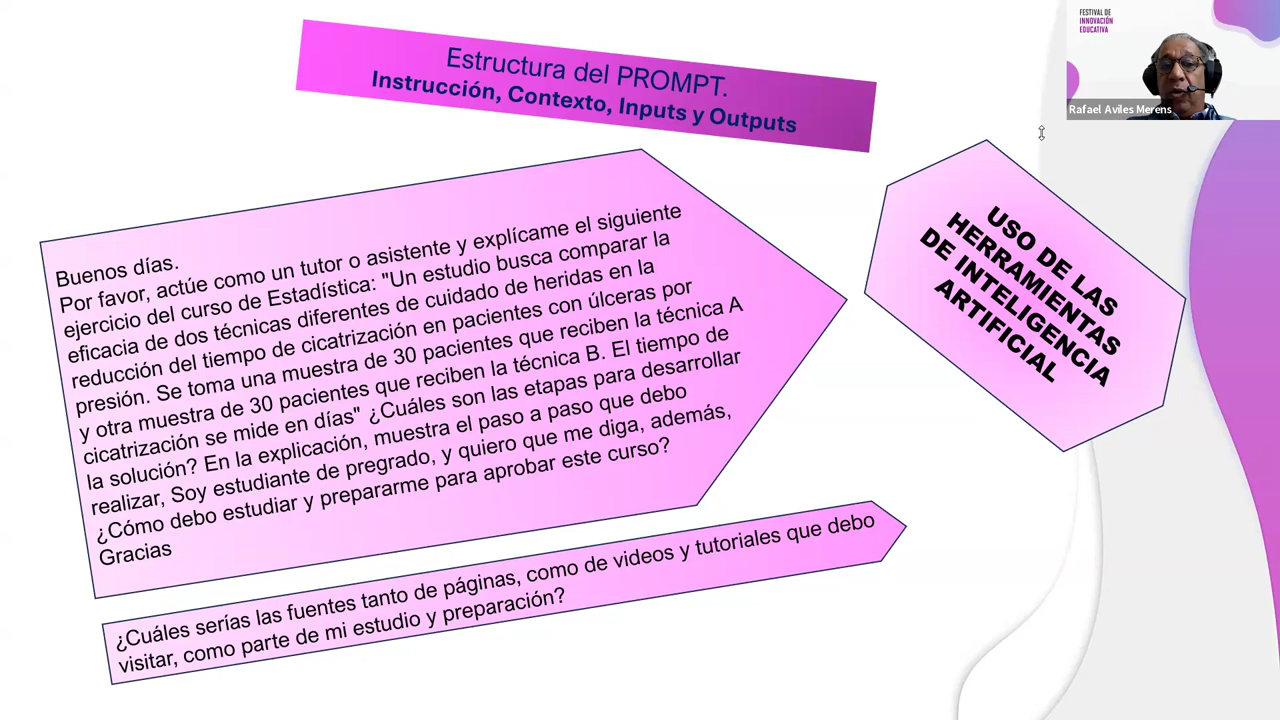 FESTIVAL DE
INNOVACIÓN
EDUCATIVA
Rafael Aviles Merens
Estructura del PROMPT.
Instrucción, Contexto, Inputs y Outputs
Buenos días.
Por favor, actúe como un tutor o asistente y explícame el siguiente
ejercicio del curso de Estadística: "Un estudio busca comparar la
eficacia de dos técnicas diferentes de cuidado de heridas en la
reducción del tiempo de cicatrización en pacientes con úlceras por
presión. Se toma una muestra de 30 pacientes que reciben la técnica A
y otra muestra de 30 pacientes que reciben la técnica B. El tiempo de
cicatrización se mide en días" ¿Cuáles son las etapas para desarrollar
la solución? En la explicación, muestra el paso a paso que debo
realizar, Soy estudiante de pregrado, y quiero que me diga, además,
¿Cómo debo estudiar y prepararme para aprobar este curso?
Gracias
¿Cuáles serías las fuentes tanto de páginas, como de videos y tutoriales que debo
visitar, como parte de mi estudio y preparación?
USO DE LAS
HERRAMIENTAS
DE INTELIGENCIA
ARTIFICIAL